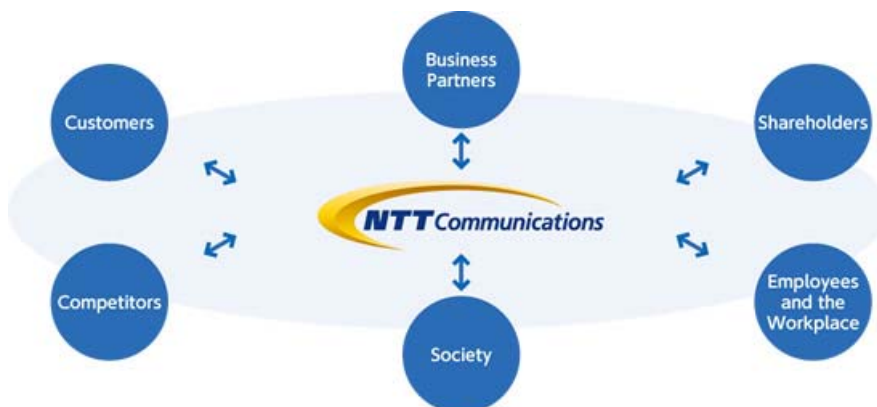 Business
Partners
Customers
Shareholders
NTT Communications
Competitors
Employees
and the
Workplace
Society